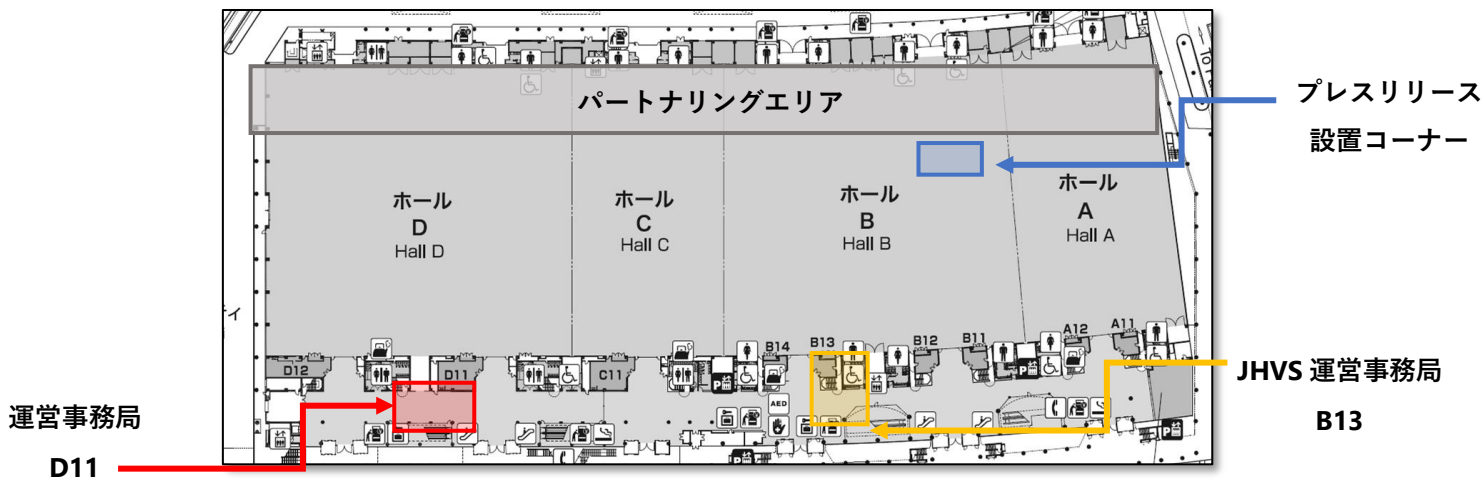 パートナリングエリア
To P
プレスリリース
設置コーナー
ホール
D
Hall D
ホール
C
Hall C
ホール
B
Hall B
ホール
A
Hall A
イ
D12
D11
C11
B14
B13
B12
B11
A12
A11
P
P
AED
P
P
運営事務局
D11
JHVS 運営事務局
B13